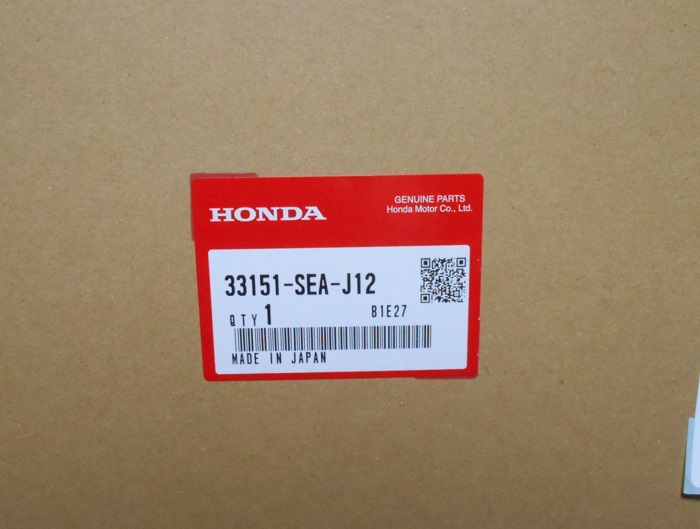 HONDA
GENUINE PARTS
Honda Motor Co., Ltd.
33151-SEA-J12
QTY 1
B1E27
MADE IN JAPAN